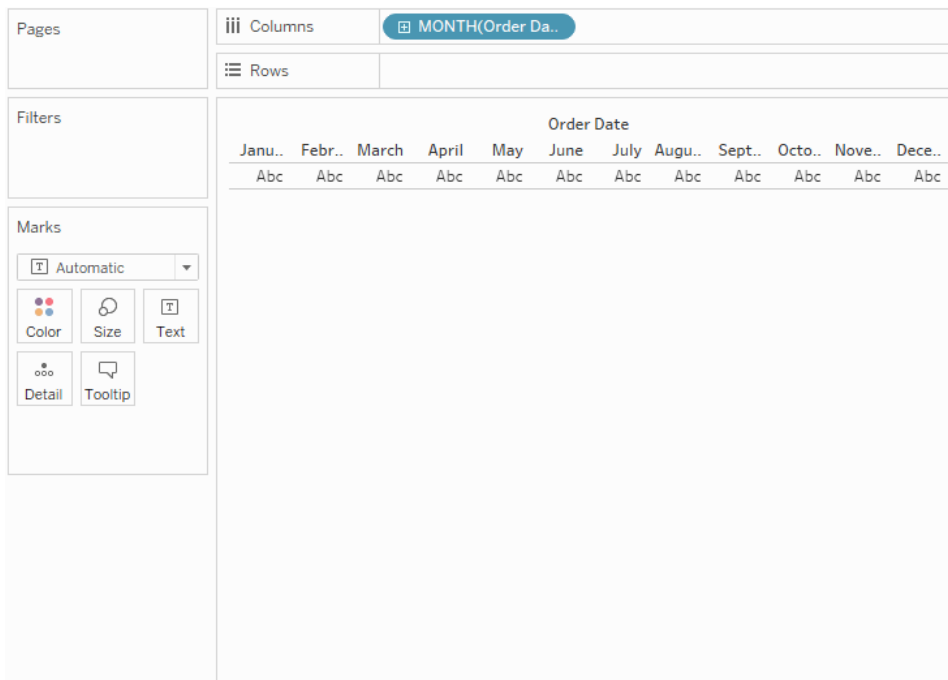 Pages
Columns
MONTH(Order Da..
Rows
Filters
Order Date
Janu.. Febr.. March April May June July Augu.. Sept.. Octo.. Nove.. Dece..
Abc Abc Abc Abc Abc Abc Abc Abc Abc Abc Abc Abc
Marks
T Automatic
T
Color Size Text
Detail Tooltip